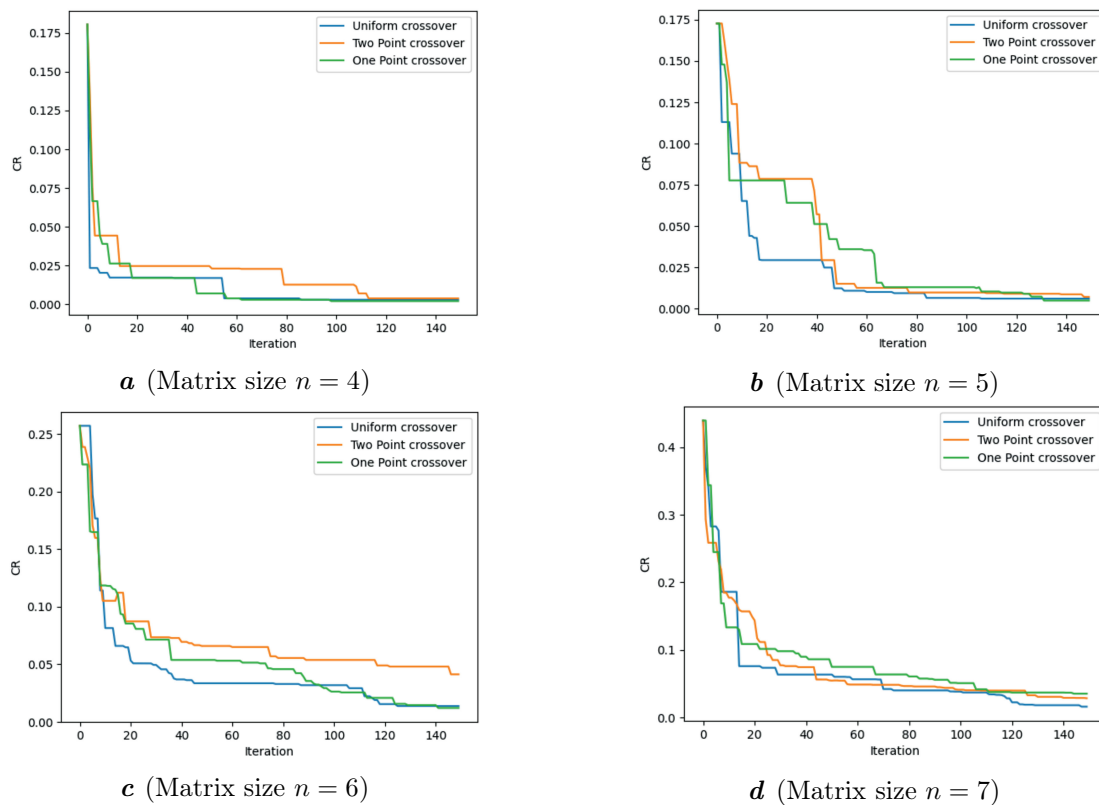 Uniform crossover
Two Point crossover
One Point crossover
0.175
0.150
0.125
0.100
0.075
0.050
0.025
0.000
CR
0 20 40 60 80 100 120 140
Iteration
a (Matrix size n = 4)
Uniform crossover
Two Point crossover
One Point crossover
0.175
0.150
0.125
0.100
0.075
0.050
0.025
0.000
CR
0 20 40 60 80 100 120 140
Iteration
b (Matrix size n = 5)
Uniform crossover
Two Point crossover
One Point crossover
0.25
0.20
0.15
0.10
0.05
0.00
CR
0 20 40 60 80 100 120 140
Iteration
c (Matrix size n = 6)
Uniform crossover
Two Point crossover
One Point crossover
0.4
0.3
0.2
0.1
0.0
CR
0 20 40 60 80 100 120 140
Iteration
d (Matrix size n = 7)